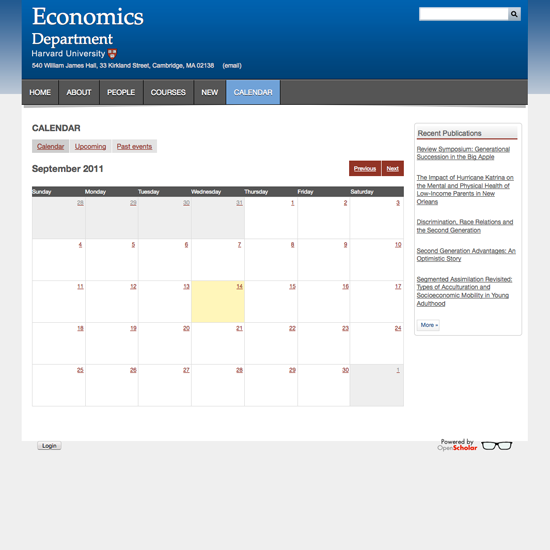 Economics
Department
Harvard University
540 William James Hall, 33 Kirkland Street, Cambridge, MA 02138 (email)
HOME ABOUT PEOPLE COURSES NEW CALENDAR
CALENDAR
Calendar Upcoming Past events
September 2011
Previous Next
Sunday Monday Tuesday Wednesday Thursday Friday Saturday
28 29 30 31 1 2 3
4 5 6 7 8 9 10
11 12 13 14 15 16 17
18 19 20 21 22 23 24
25 26 27 28 29 30 1
Recent Publications
Review Symposium: Generational
Succession in the Big Apple
The Impact of Hurricane Katrina on
the Mental and Physical Health of
Low-Income Parents in New
Orleans
Discrimination, Race Relations and
the Second Generation
Second Generation Advantages: An
Optimistic Story
Segmented Assimilation Revisited:
Types of Acculturation and
Socioeconomic Mobility in Young
Adulthood
More
Login
Powered by
OpenScholar